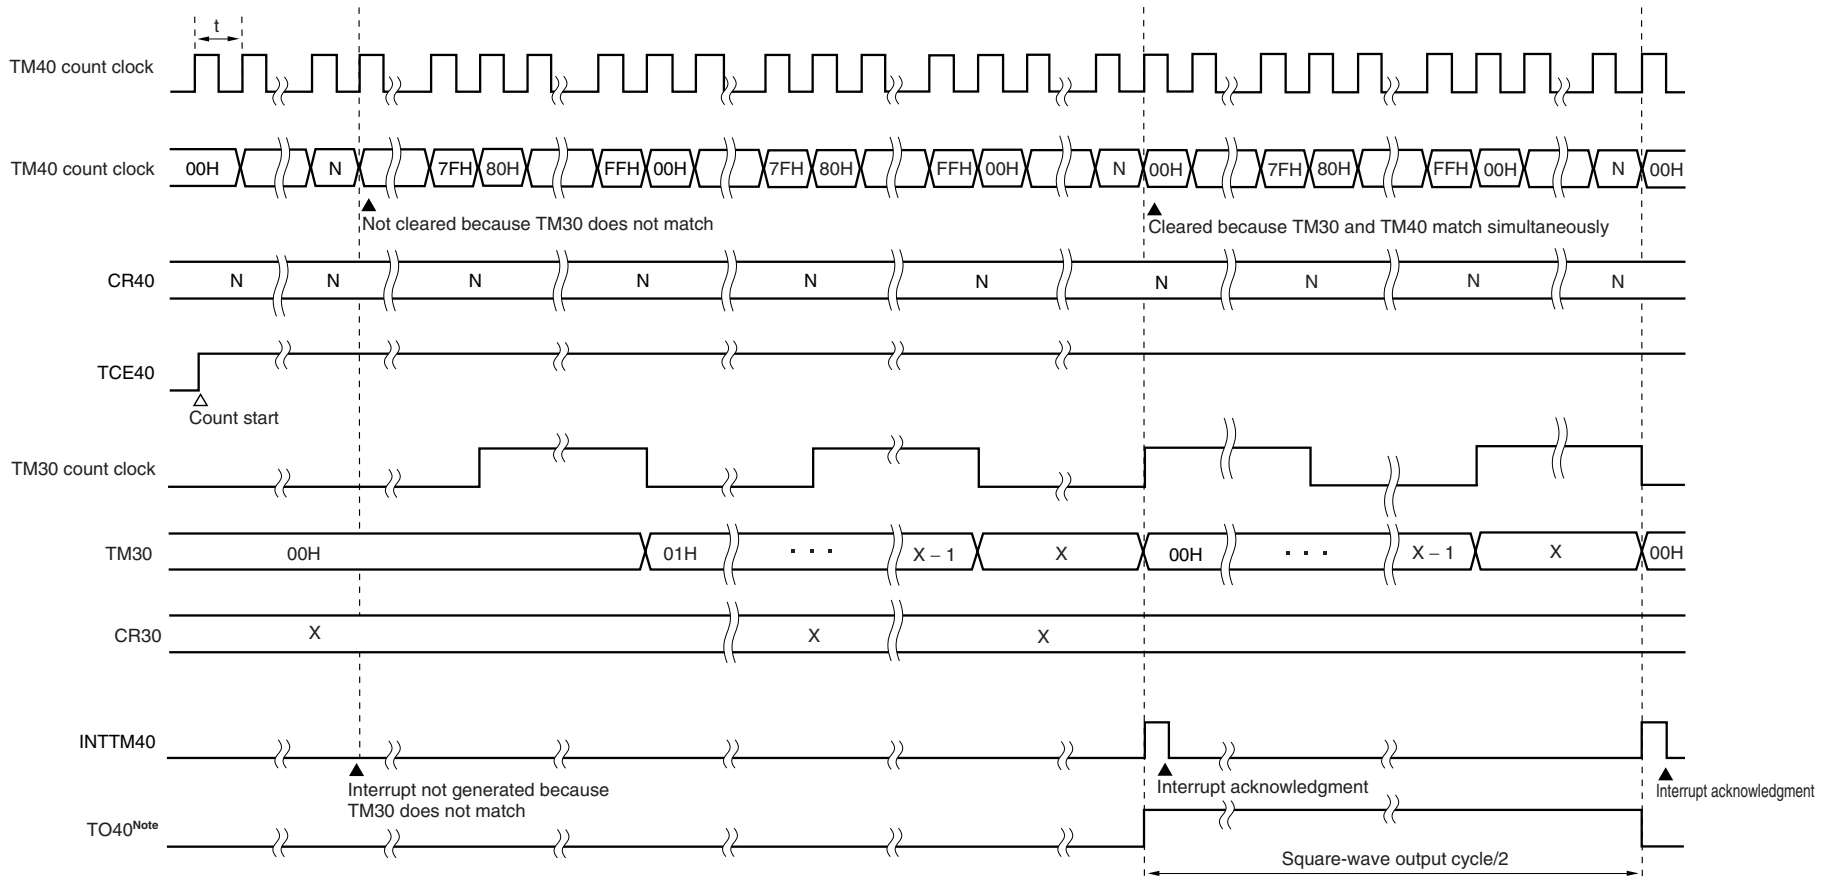 t
TM40 count clock
TM40 count clock 00H N 7FH 80H FFH 00H 7FH 80H FFH 00H N 00H 7FH 80H FFH 00H N 00H
Not cleared because TM30 does not match
Cleared because TM30 and TM40 match simultaneously
CR40 N N N N N N N N N N
TCE40
Count start
TM30 count clock
TM30 00H 01H · · · X – 1 X 00H · · · X – 1 X 00H
CR30 X X X
INTTM40
Interrupt not generated because
TM30 does not match
Interrupt acknowledgment
Interrupt acknowledgment
TO40Note
Square-wave output cycle/2